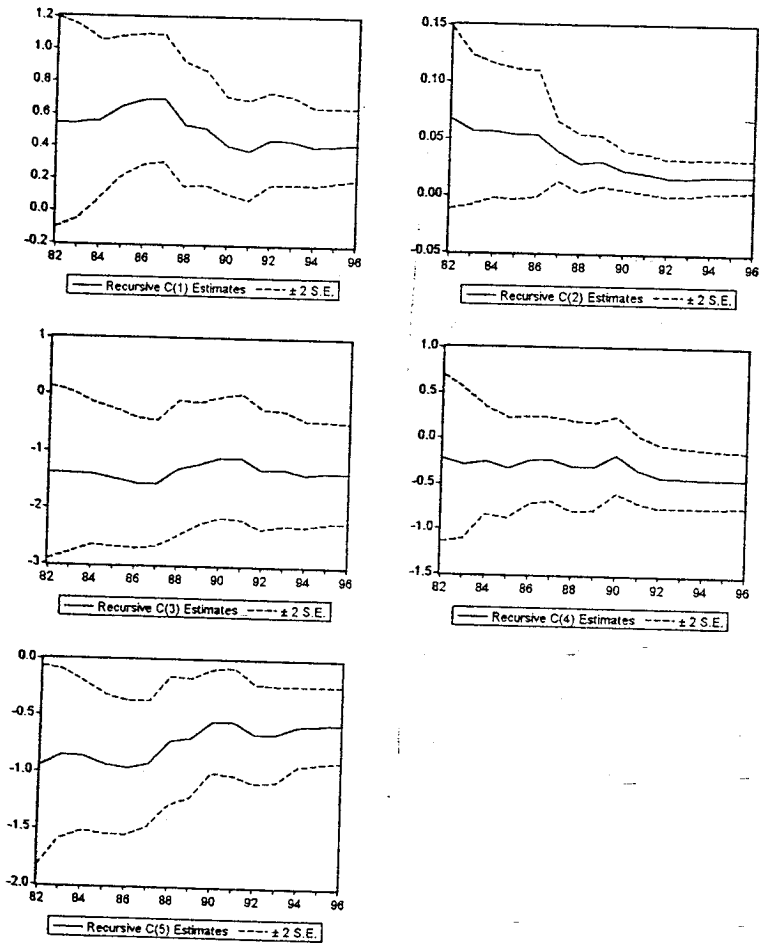 1.2
1.0
0.8
0.6
0.4
0.2
0.0
-0.2
82 84 86 88 90 92 94 96
Recursive C(1) Estimates ± 2 S.E.
0.15
0.10
0.05
0.00
-0.05
82 84 86 88 90 92 94 96
Recursive C(2) Estimates ± 2 S.E.
1
0
-1
-2
-3
82 84 86 88 90 92 94 96
Recursive C(3) Estimates ± 2 S.E.
1.0
0.5
0.0
-0.5
-1.0
-1.5
82 84 86 88 90 92 94 96
Recursive C(4) Estimates ± 2 S.E.
0.0
-0.5
-1.0
-1.5
-2.0
82 84 86 88 90 92 94 96
Recursive C(5) Estimates ± 2 S.E.